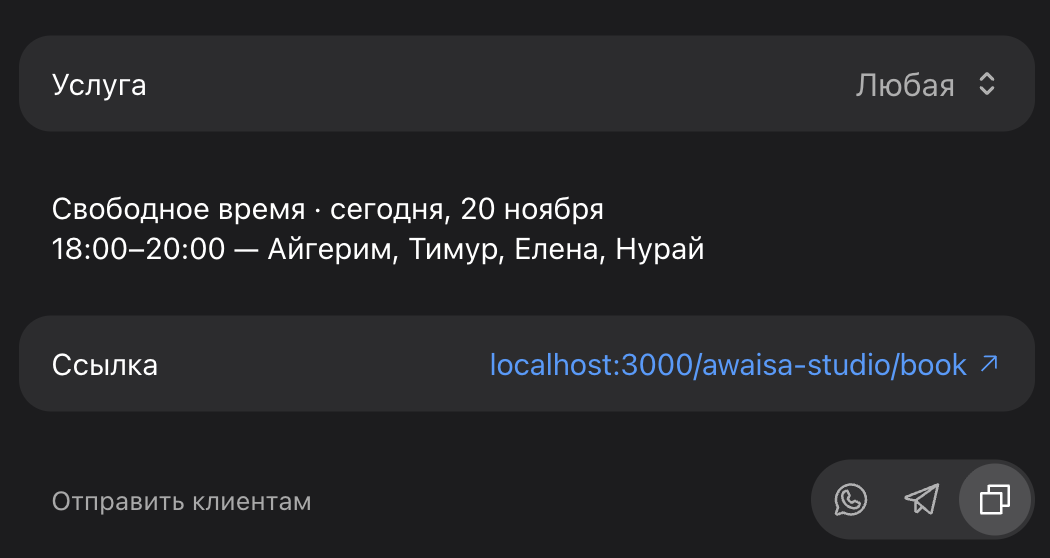 Услуга Любая
Свободное время · сегодня, 20 ноября
18:00–20:00 — Айгерим, Тимур, Елена, Нурай
Ссылка localhost:3000/awaisa-studio/book ↗
Отправить клиентам